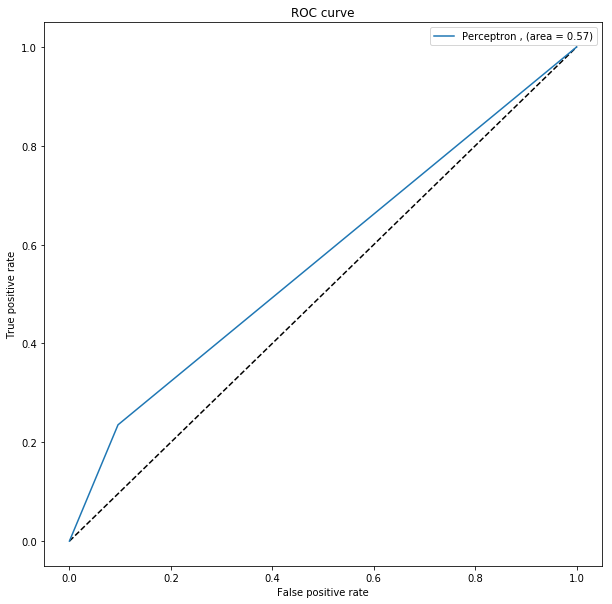 ROC curve
Perceptron , (area = 0.57)
1.0
0.8
0.6
0.4
0.2
0.0
True positive rate
0.0 0.2 0.4 0.6 0.8 1.0
False positive rate